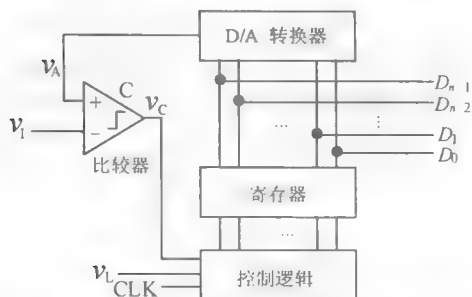 D/A 转换器
v_A
C
v_C
+
v_I
−
比较器
D_{n-1}
D_{n-2}
...
⋮
D_1
D_0
寄存器
...
控制逻辑
v_L
CLK